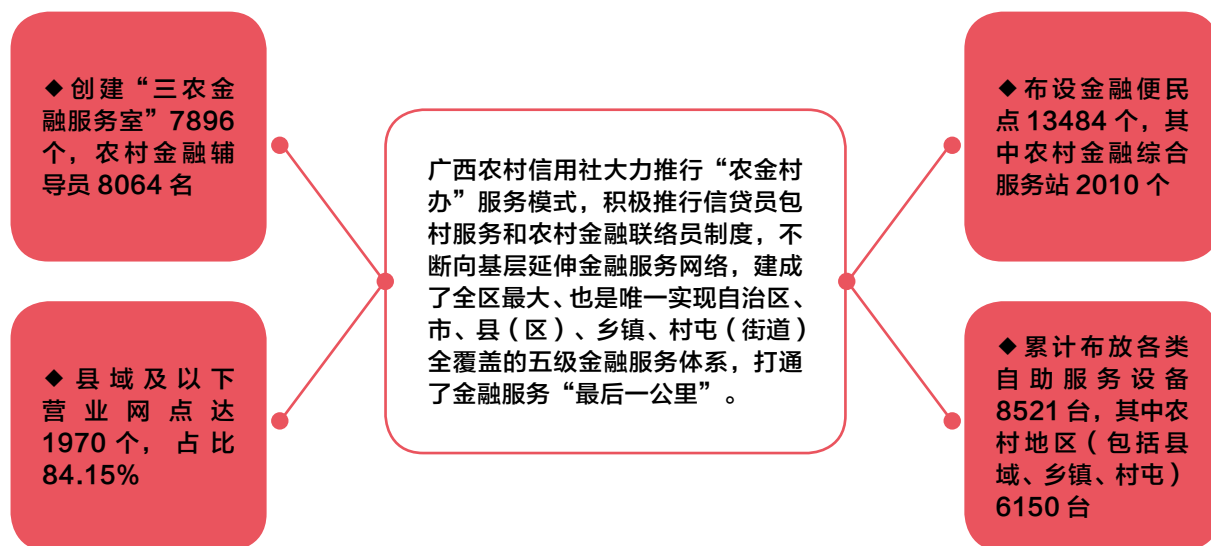 ◆创建“三农金
融服务室”7896
个，农村金融辅
导员 8064 名
◆ 县域及以下
营业网点达
1970 个，占比
84.15%
广西农村信用社大力推行“农金村
办”服务模式，积极推行信贷员包
村服务和农村金融联络员制度，不
断向基层延伸金融服务网络，建成
了全区最大、也是唯一实现自治区、
市、县（区）、乡镇、村屯（街道）
全覆盖的五级金融服务体系，打通
了金融服务“最后一公里”。
◆布设金融便民
点 13484 个，其
中农村金融综合
服务站 2010 个
◆累计布放各类
自助服务设备
8521 台，其中农
村地区（包括县
域、乡镇、村屯）
6150 台